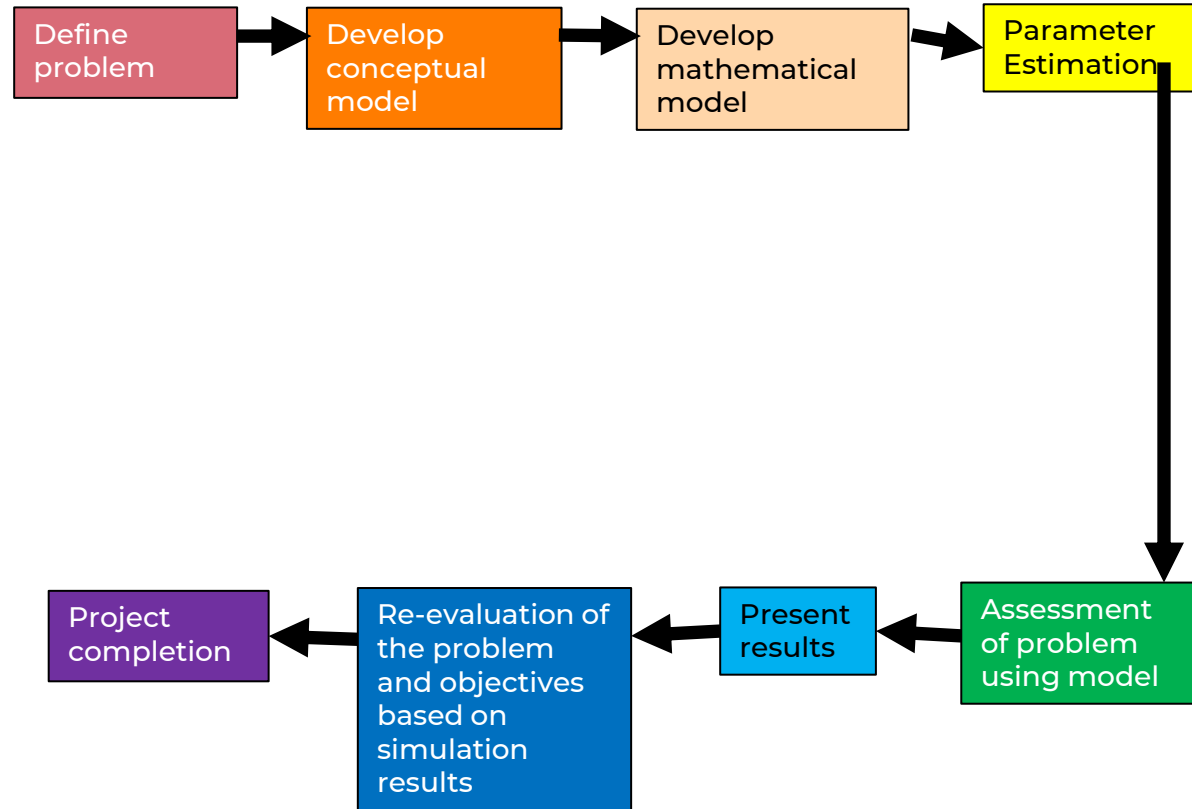 Define
problem
Develop
conceptual
model
Develop
mathematical
model
Parameter
Estimation
Assessment
of problem
using model
Present
results
Re-evaluation of
the problem
and objectives
based on
simulation
results
Project
completion